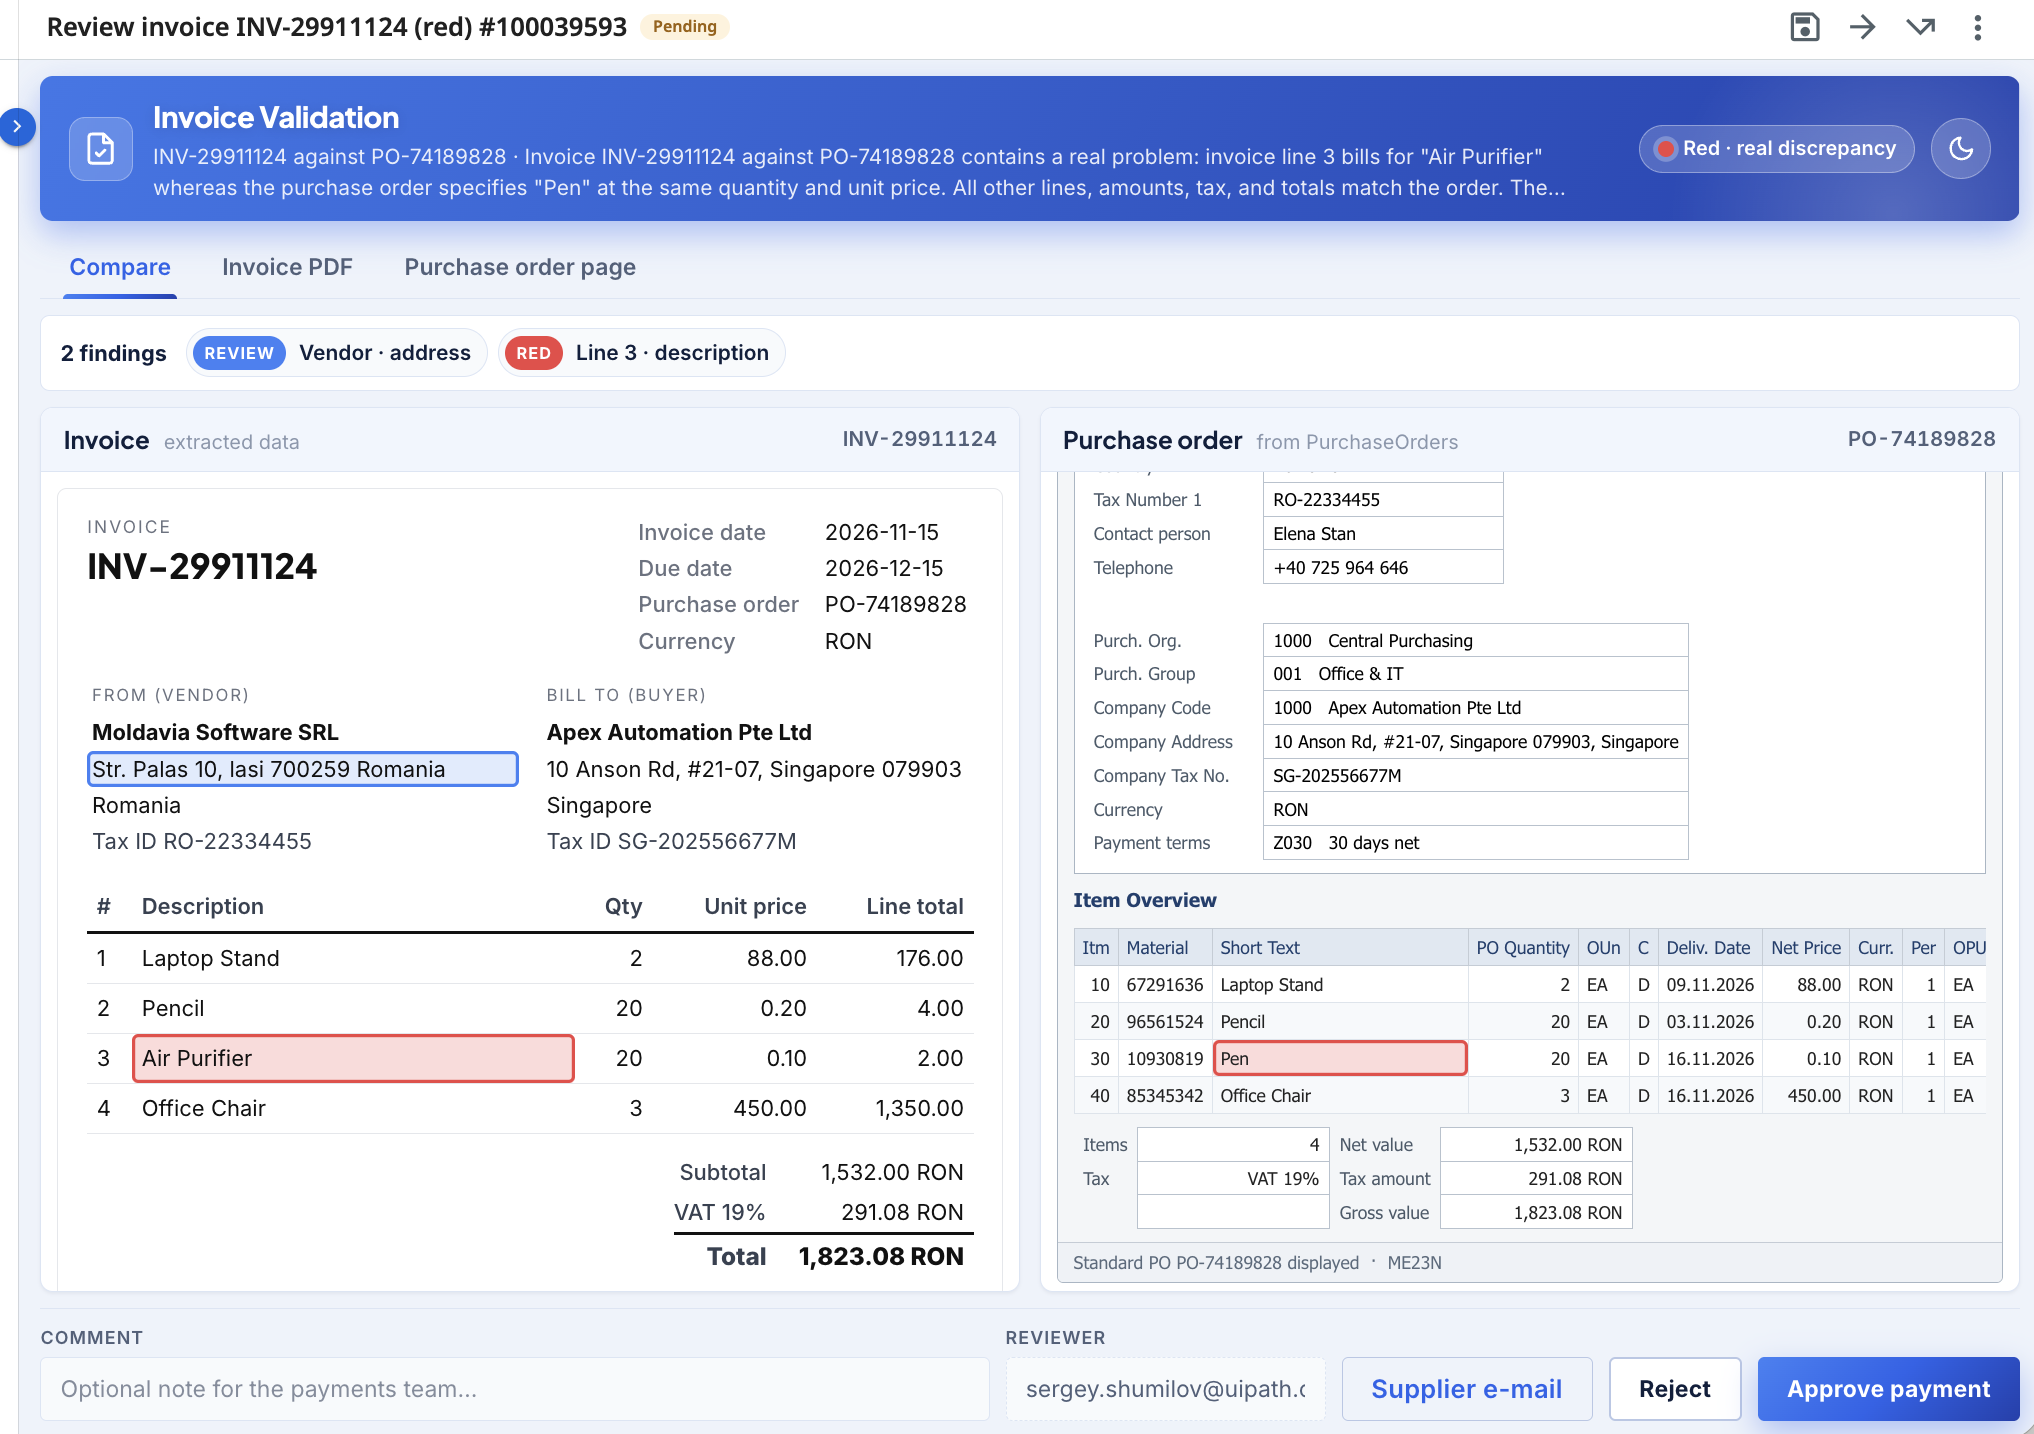 Review invoice INV-29911124 (red) #100039593 Pending
Invoice Validation
INV-29911124 against PO-74189828 · Invoice INV-29911124 against PO-74189828 contains a real problem: invoice line 3 bills for "Air Purifier"
whereas the purchase order specifies "Pen" at the same quantity and unit price. All other lines, amounts, tax, and totals match the order. The...
Red · real discrepancy
Compare Invoice PDF Purchase order page
2 findings REVIEW Vendor · address RED Line 3 · description
Invoice extracted data INV-29911124
INVOICE
INV-29911124
Invoice date 2026-11-15
Due date 2026-12-15
Purchase order PO-74189828
Currency RON
FROM (VENDOR)
Moldavia Software SRL
Str. Palas 10, Iasi 700259 Romania
Romania
Tax ID RO-22334455
BILL TO (BUYER)
Apex Automation Pte Ltd
10 Anson Rd, #21-07, Singapore 079903
Singapore
Tax ID SG-202556677M
# Description Qty Unit price Line total
1 Laptop Stand 2 88.00 176.00
2 Pencil 20 0.20 4.00
3 Air Purifier 20 0.10 2.00
4 Office Chair 3 450.00 1,350.00
Subtotal 1,532.00 RON
VAT 19% 291.08 RON
Total 1,823.08 RON
Purchase order from PurchaseOrders PO-74189828
Tax Number 1 RO-22334455
Contact person Elena Stan
Telephone +40 725 964 646
Purch. Org. 1000 Central Purchasing
Purch. Group 001 Office & IT
Company Code 1000 Apex Automation Pte Ltd
Company Address 10 Anson Rd, #21-07, Singapore 079903, Singapore
Company Tax No. SG-202556677M
Currency RON
Payment terms Z030 30 days net
Item Overview
Itm Material Short Text PO Quantity OUn C Deliv. Date Net Price Curr. Per OPU
10 67291636 Laptop Stand 2 EA D 09.11.2026 88.00 RON 1 EA
20 96561524 Pencil 20 EA D 03.11.2026 0.20 RON 1 EA
30 10930819 Pen 20 EA D 16.11.2026 0.10 RON 1 EA
40 85345342 Office Chair 3 EA D 16.11.2026 450.00 RON 1 EA
Items 4 Net value 1,532.00 RON
Tax VAT 19% Tax amount 291.08 RON
Gross value 1,823.08 RON
Standard PO PO-74189828 displayed · ME23N
COMMENT
Optional note for the payments team...
REVIEWER
sergey.shumilov@uipath.c
Supplier e-mail Reject Approve payment